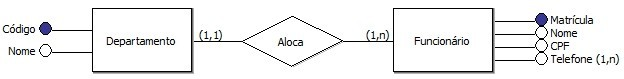 Código
Nome
Departamento
(1,1)
Aloca
(1,n)
Funcionário
Matrícula
Nome
CPF
Telefone (1,n)